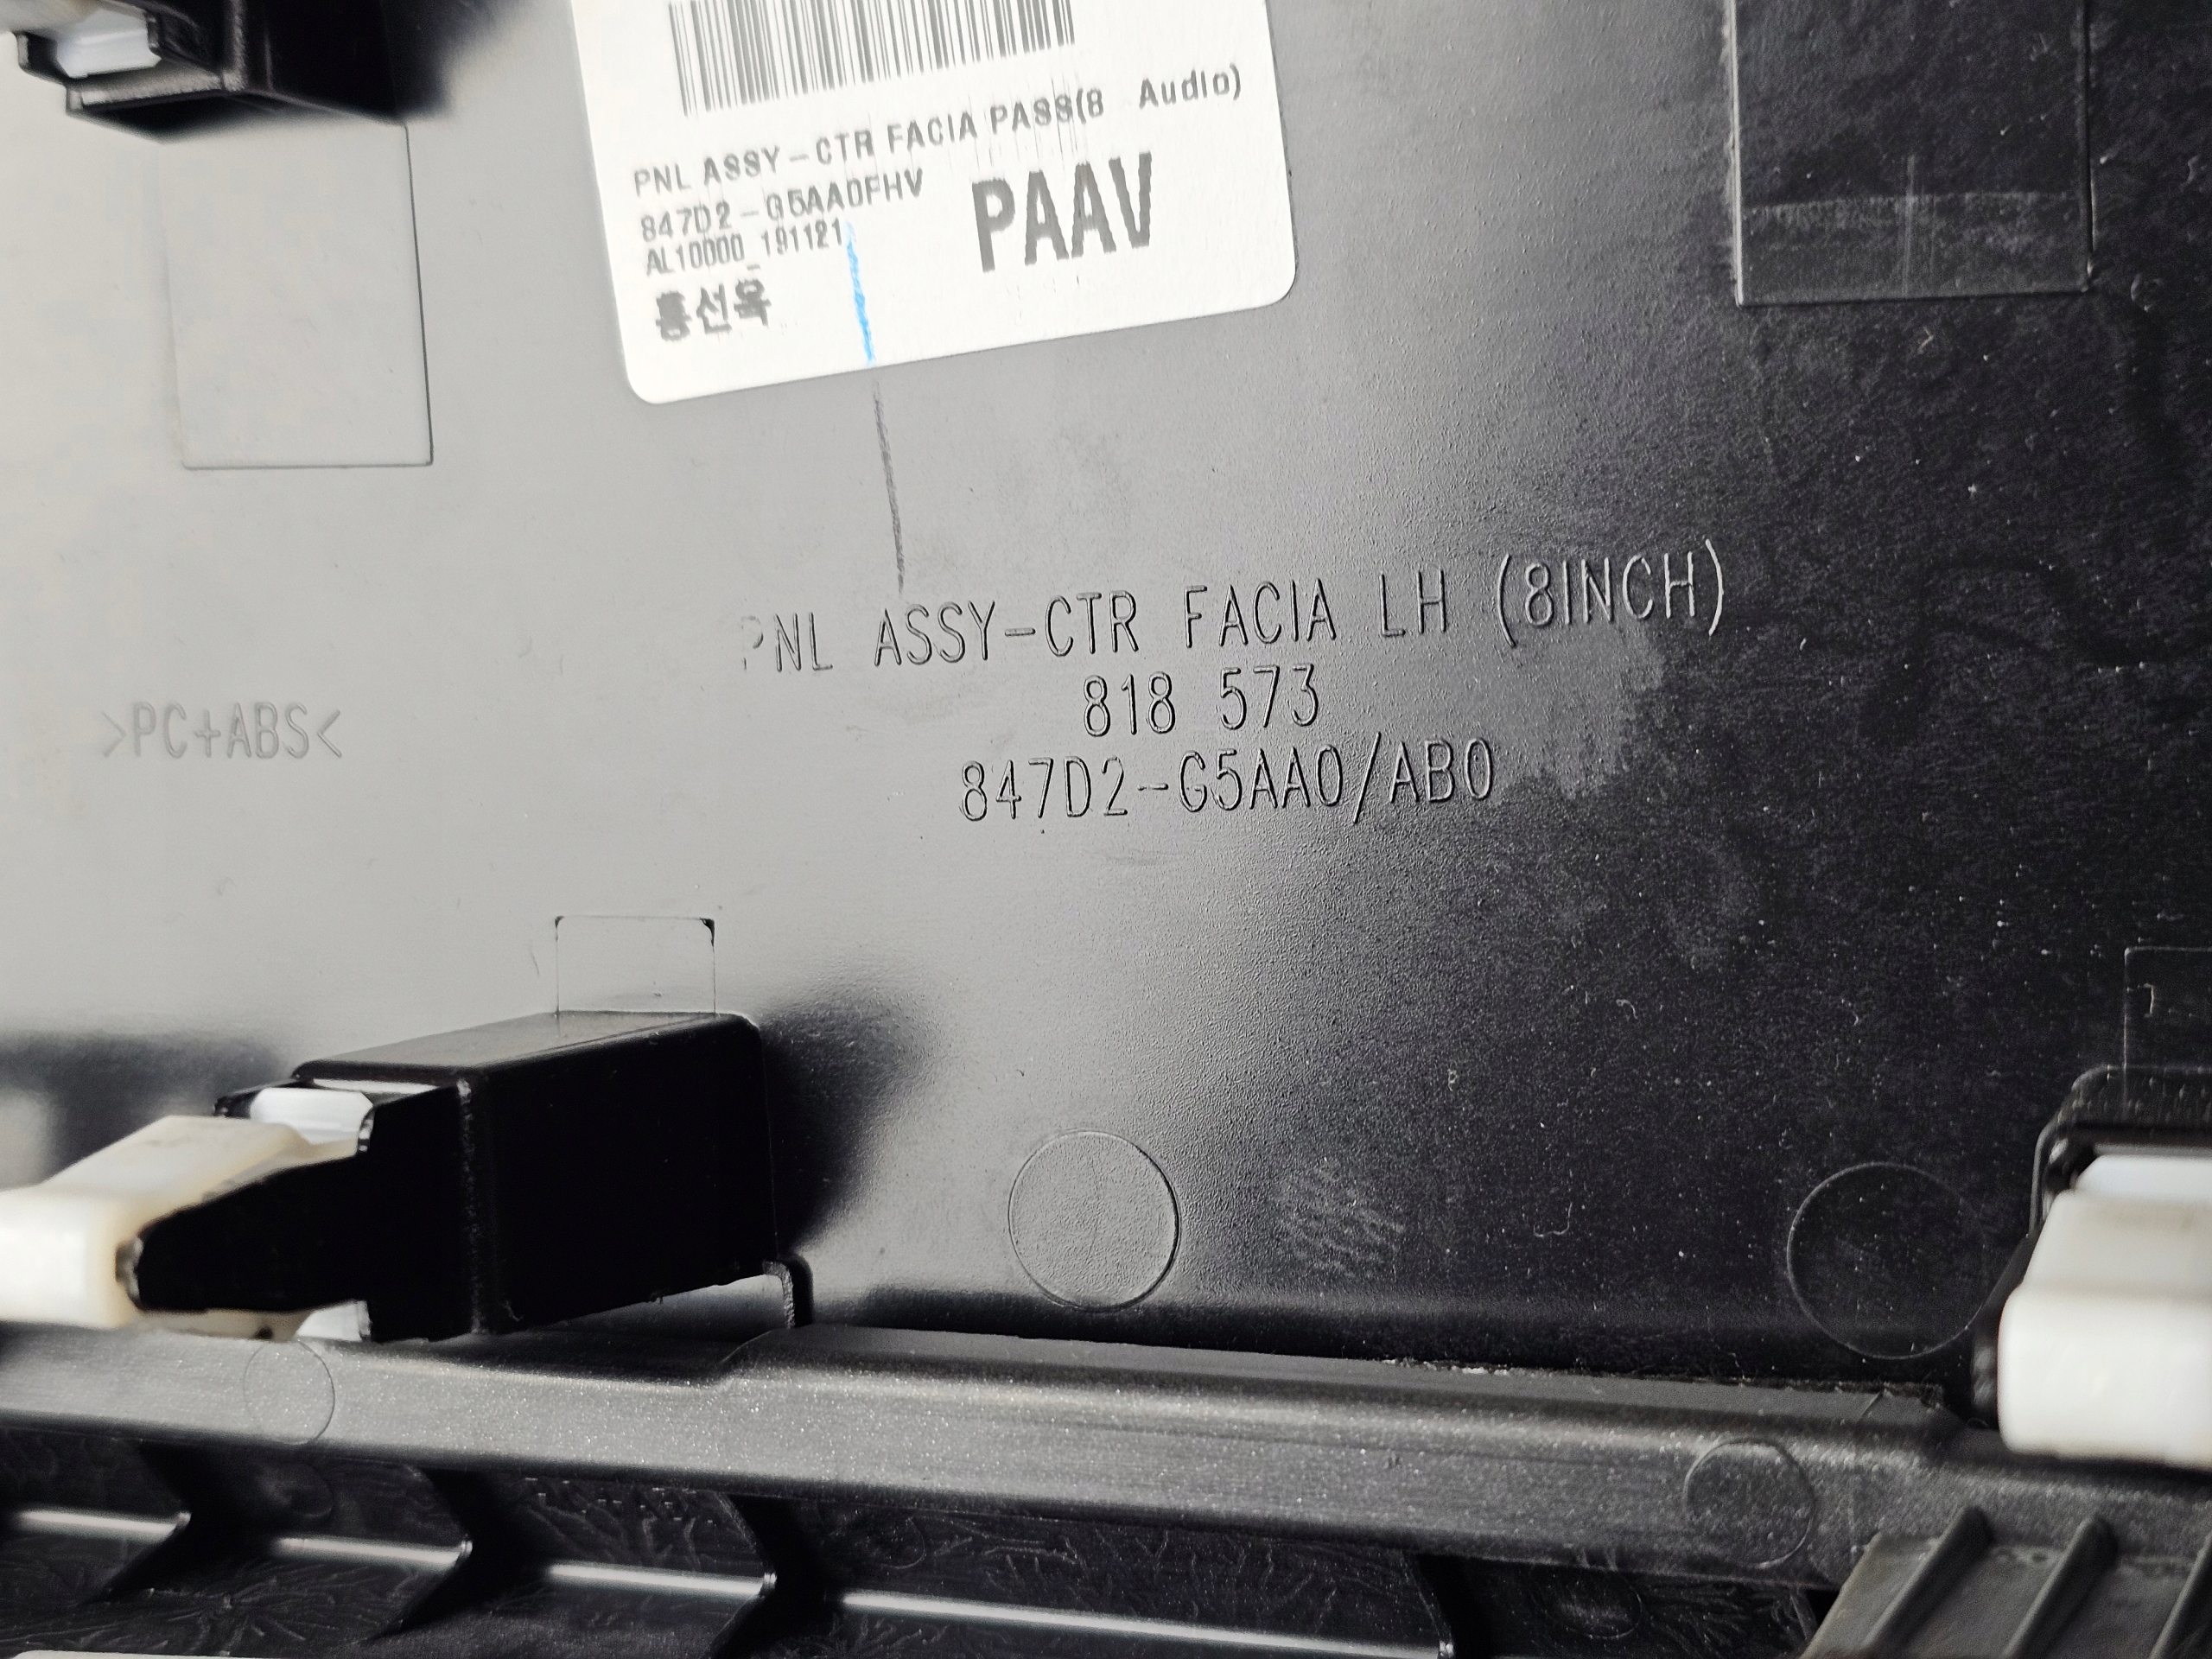 PNL ASSY-CTR FACIA PASS(8 Audio)
847D2-G5AA0FHV
PAAV
AL10000_191121
홍선옥
PNL ASSY-CTR FACIA LH (8INCH)
818 573
847D2-G5AA0/AB0
>PC+ABS<